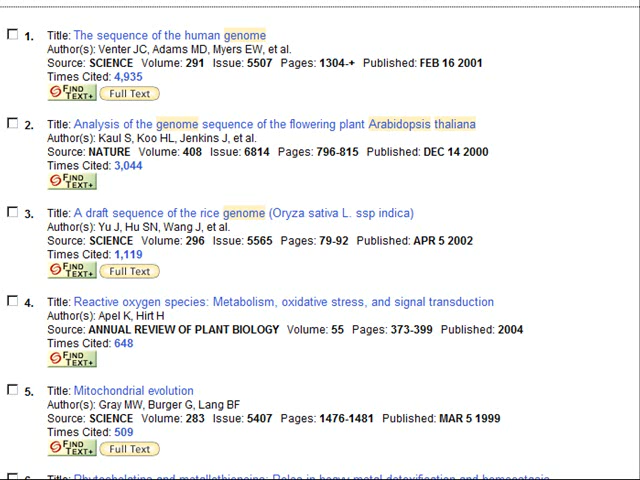 1. Title: The sequence of the human genome
Author(s): Venter JC, Adams MD, Myers EW, et al.
Source: SCIENCE Volume: 291 Issue: 5507 Pages: 1304-+ Published: FEB 16 2001
Times Cited: 4,935
FIND TEXT+ Full Text
2. Title: Analysis of the genome sequence of the flowering plant Arabidopsis thaliana
Author(s): Kaul S, Koo HL, Jenkins J, et al.
Source: NATURE Volume: 408 Issue: 6814 Pages: 796-815 Published: DEC 14 2000
Times Cited: 3,044
FIND TEXT+
3. Title: A draft sequence of the rice genome (Oryza sativa L. ssp indica)
Author(s): Yu J, Hu SN, Wang J, et al.
Source: SCIENCE Volume: 296 Issue: 5565 Pages: 79-92 Published: APR 5 2002
Times Cited: 1,119
FIND TEXT+ Full Text
4. Title: Reactive oxygen species: Metabolism, oxidative stress, and signal transduction
Author(s): Apel K, Hirt H
Source: ANNUAL REVIEW OF PLANT BIOLOGY Volume: 55 Pages: 373-399 Published: 2004
Times Cited: 648
FIND TEXT+
5. Title: Mitochondrial evolution
Author(s): Gray MW, Burger G, Lang BF
Source: SCIENCE Volume: 283 Issue: 5407 Pages: 1476-1481 Published: MAR 5 1999
Times Cited: 509
FIND TEXT+ Full Text
Title: